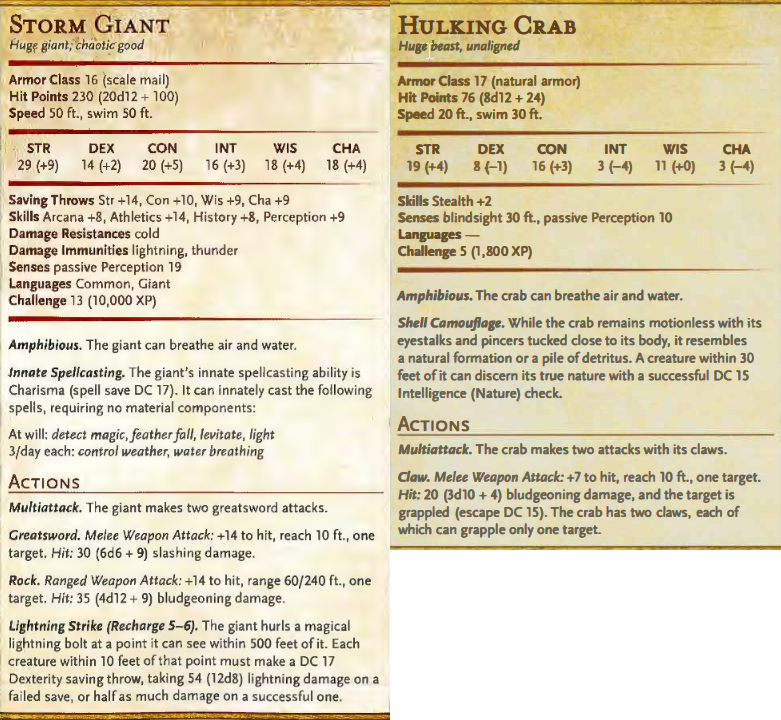 STORM GIANT
Huge giant, chaotic good
Armor Class 16 (scale mail)
Hit Points 230 (20d12 + 100)
Speed 50 ft., swim 50 ft.
STR DEX CON INT WIS CHA
29 (+9) 14 (+2) 20 (+5) 16 (+3) 18 (+4) 18 (+4)
Saving Throws Str +14, Con +10, Wis +9, Cha +9
Skills Arcana +8, Athletics +14, History +8, Perception +9
Damage Resistances cold
Damage Immunities lightning, thunder
Senses passive Perception 19
Languages Common, Giant
Challenge 13 (10,000 XP)
Amphibious. The giant can breathe air and water.
Innate Spellcasting. The giant's innate spellcasting ability is
Charisma (spell save DC 17). It can innately cast the following
spells, requiring no material components:
At will: detect magic, feather fall, levitate, light
3/day each: control weather, water breathing
ACTIONS
Multiattack. The giant makes two greatsword attacks.
Greatsword. Melee Weapon Attack: +14 to hit, reach 10 ft., one
target. Hit: 30 (6d6 + 9) slashing damage.
Rock. Ranged Weapon Attack: +14 to hit, range 60/240 ft., one
target. Hit: 35 (4d12 + 9) bludgeoning damage.
Lightning Strike (Recharge 5–6). The giant hurls a magical
lightning bolt at a point it can see within 500 feet of it. Each
creature within 10 feet of that point must make a DC 17
Dexterity saving throw, taking 54 (12d8) lightning damage on a
failed save, or half as much damage on a successful one.
HULKING CRAB
Huge beast, unaligned
Armor Class 17 (natural armor)
Hit Points 76 (8d12 + 24)
Speed 20 ft., swim 30 ft.
STR DEX CON INT WIS CHA
19 (+4) 8 (–1) 16 (+3) 3 (–4) 11 (+0) 3 (–4)
Skills Stealth +2
Senses blindsight 30 ft., passive Perception 10
Languages —
Challenge 5 (1,800 XP)
Amphibious. The crab can breathe air and water.
Shell Camouflage. While the crab remains motionless with its
eyestalks and pincers tucked close to its body, it resembles
a natural formation or a pile of detritus. A creature within 30
feet of it can discern its true nature with a successful DC 15
Intelligence (Nature) check.
ACTIONS
Multiattack. The crab makes two attacks with its claws.
Claw. Melee Weapon Attack: +7 to hit, reach 10 ft., one target.
Hit: 20 (3d10 + 4) bludgeoning damage, and the target is
grappled (escape DC 15). The crab has two claws, each of
which can grapple only one target.